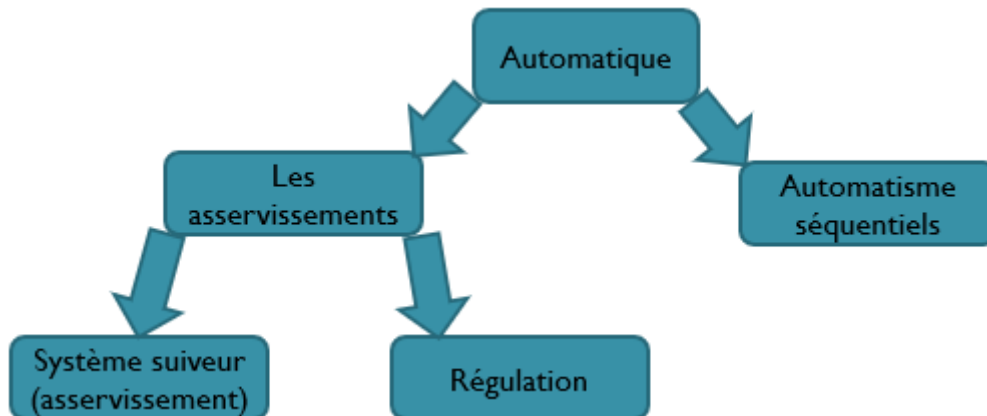 Automatique
Les
asservissements
Automatisme
séquentiels
Système suiveur
(asservissement)
Régulation